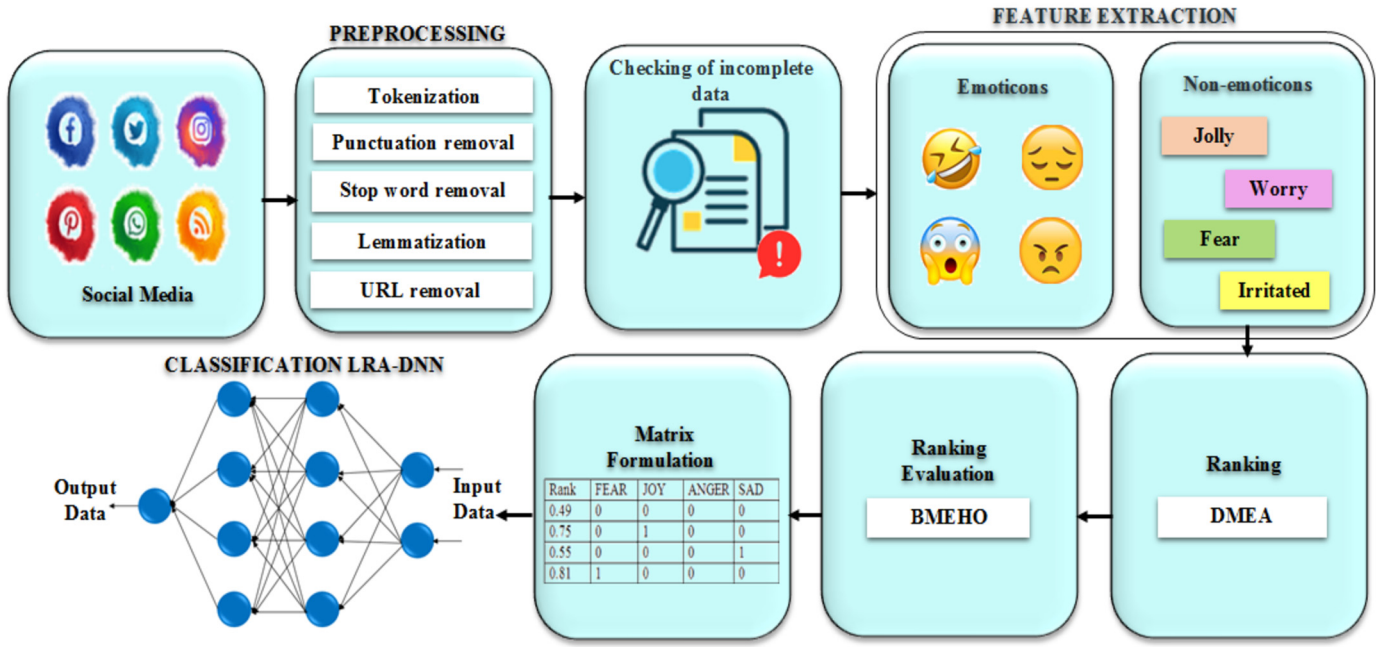 PREPROCESSING
FEATURE EXTRACTION
Social Media
Tokenization
Punctuation removal
Stop word removal
Lemmatization
URL removal
Checking of incomplete
data
Emoticons
Non-emoticons
Jolly
Worry
Fear
Irritated
Ranking
DMEA
Ranking
Evaluation
BMEHO
Matrix
Formulation
Rank FEAR JOY ANGER SAD
0.49 0 0 0 0
0.75 0 1 0 0
0.55 0 0 0 1
0.81 1 0 0 0
CLASSIFICATION LRA-DNN
Input
Data
Output
Data